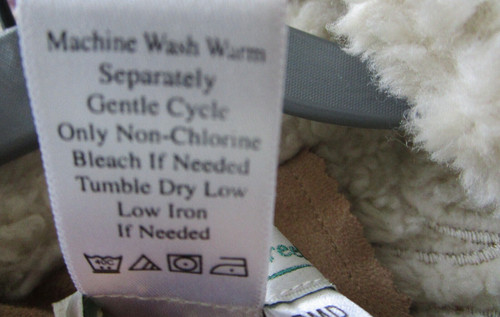 Machine Wash Warm
Separately
Gentle Cycle
Only Non-Chlorine
Bleach If Needed
Tumble Dry Low
Low Iron
If Needed